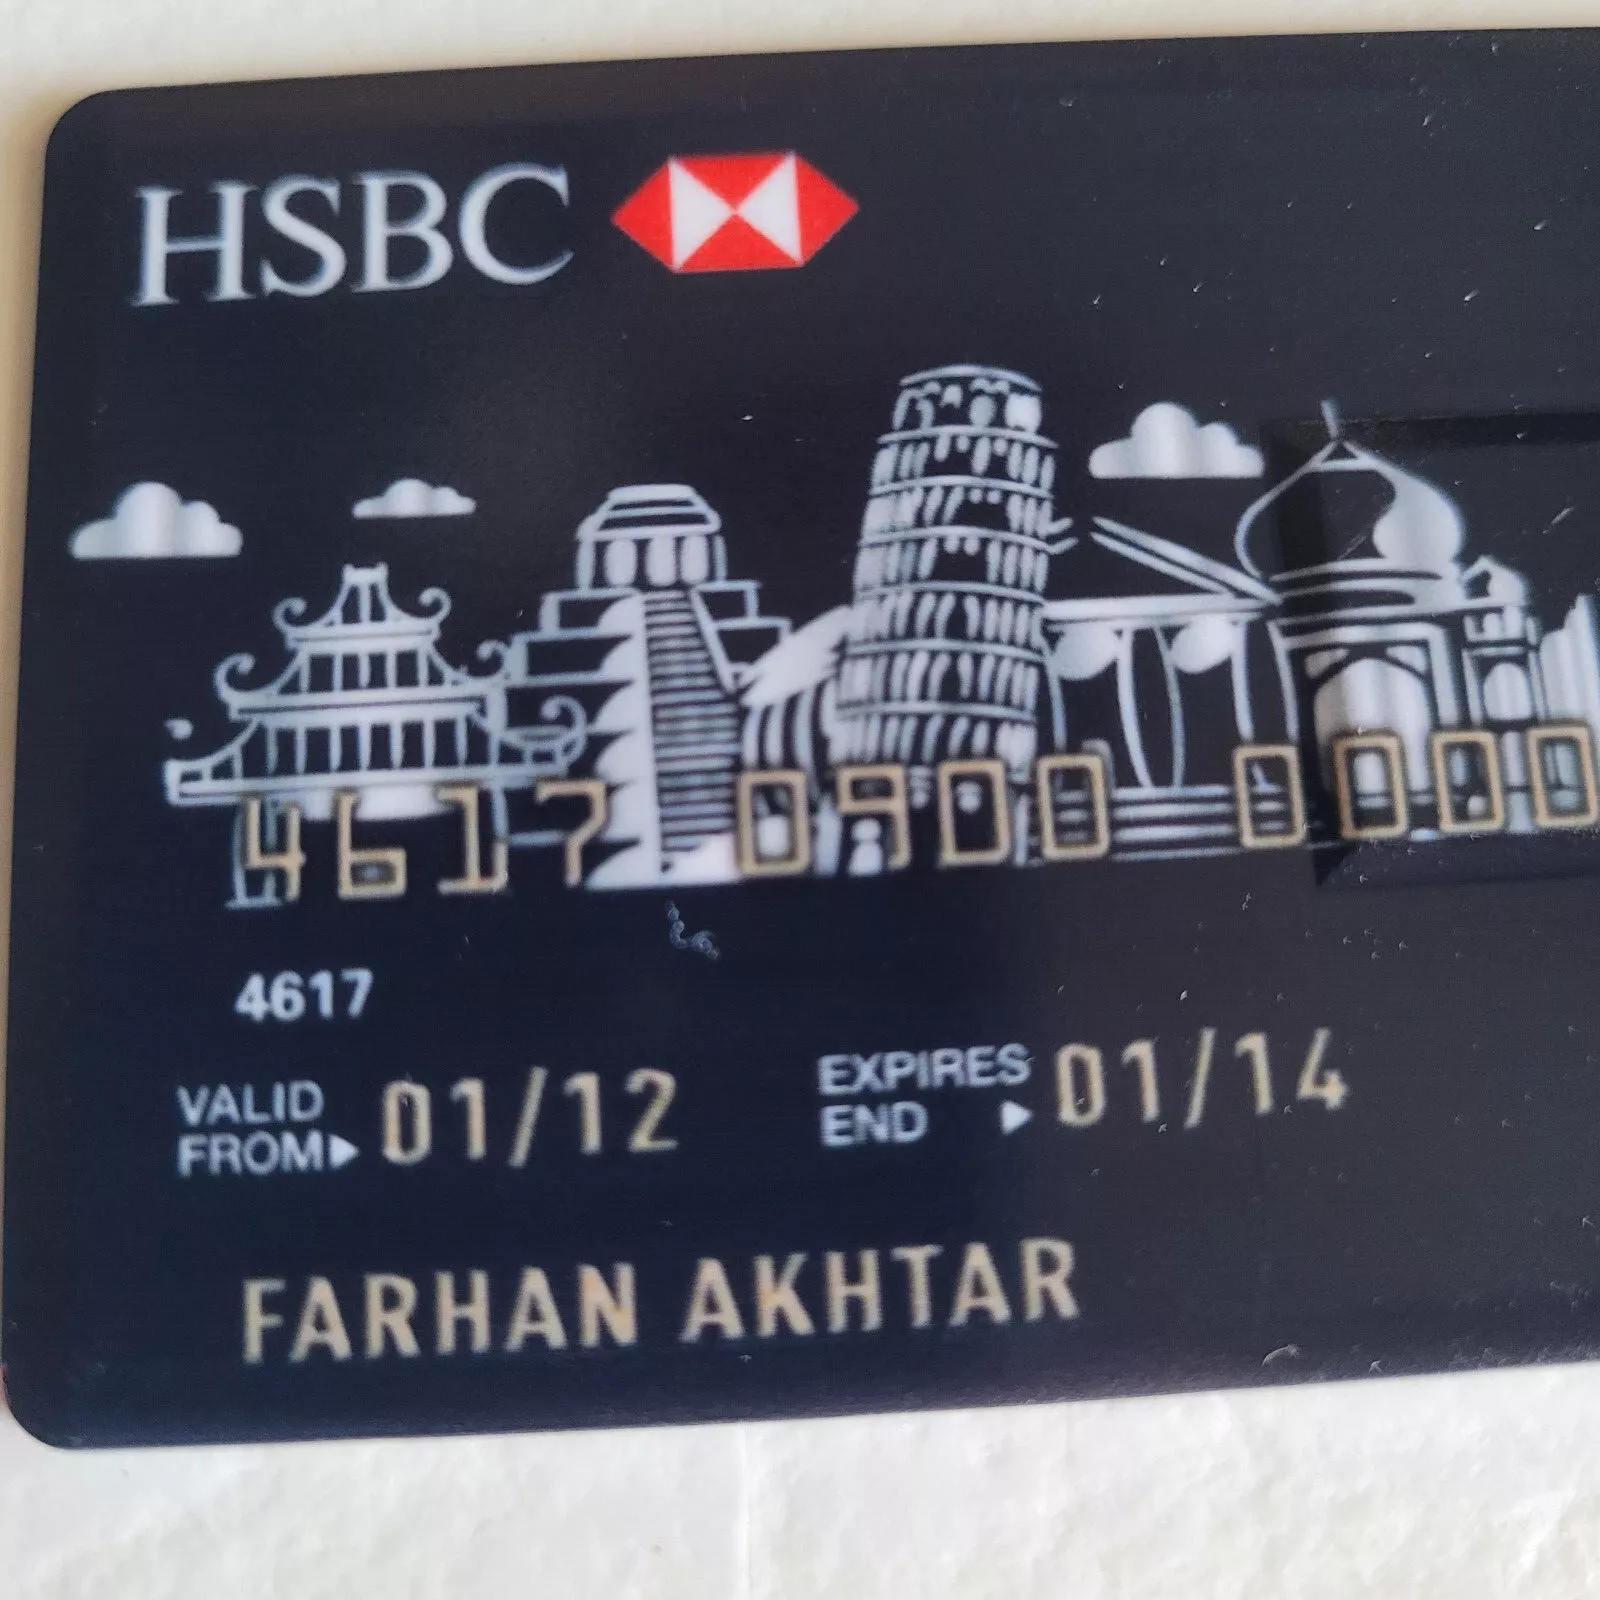 HSBC
4617 0900 0000
4617
VALID FROM▶ 01/12 EXPIRES END ▶ 01/14
FARHAN AKHTAR